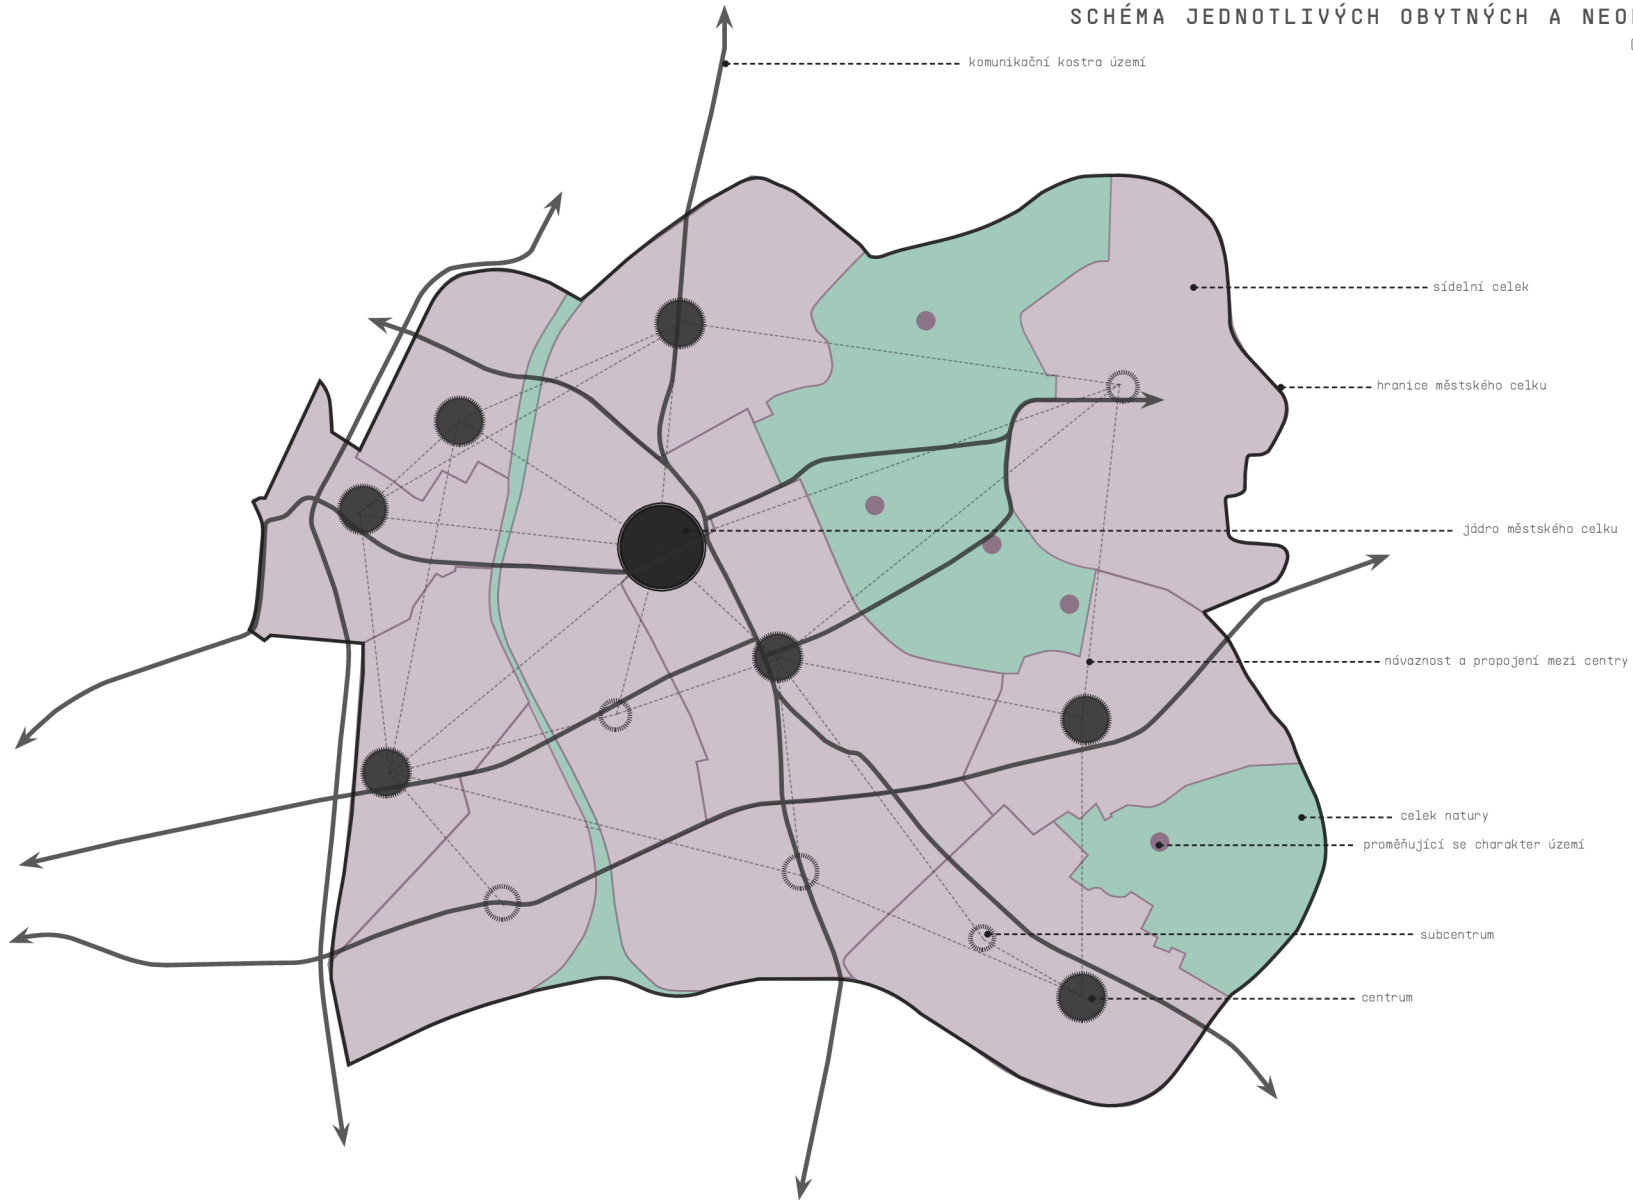 SCHÉMA JEDNOTLIVÝCH OBYTNÝCH A
komunikační kostra území
sídelní celek
hranice městského celku
jádro městského celku
návaznost a propojení mezi centry
celek natury
proměňující se charakter území
subcentrum
centrum